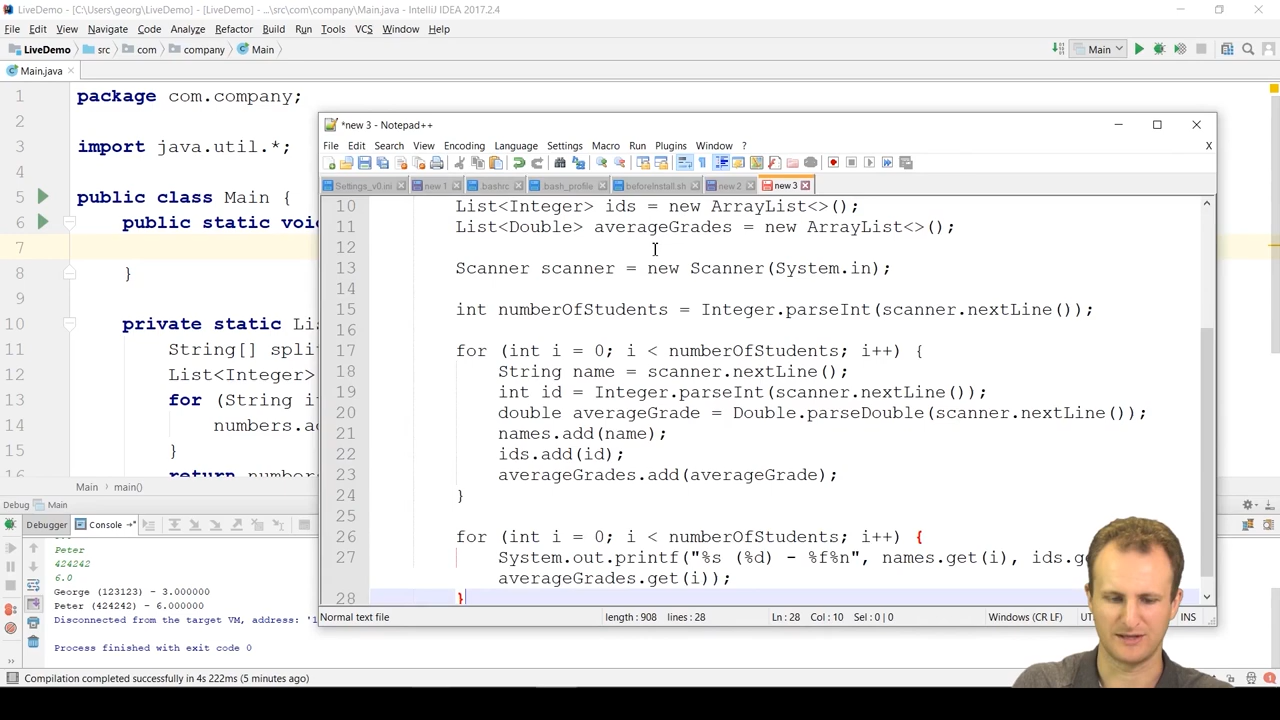 LiveDemo - [C:\Users\georg\LiveDemo] - [LiveDemo] - ...\src\com\company\Main.java - IntelliJ IDEA 2017.2.4
File Edit View Navigate Code Analyze Refactor Build Run Tools VCS Window Help
LiveDemo src com company Main Main
Main.java
1 package com.company;
2
3 import java.util.*;
4
5 public class Main {
6 public static
7
8 }
9
10 private static
11 String[]
12 List<Integer>
13 for (String
14
15 }
16 return
Main main()
*new 3 - Notepad++
File Edit Search View Encoding Language Settings Macro Run Plugins Window ? X
Settings_v0.ini new 1 bashrc bash_profile beforeInstall.sh new 2 new 3
10 List<Integer> ids = new ArrayList<>();
11 List<Double> averageGrades = new ArrayList<>();
12
13 Scanner scanner = new Scanner(System.in);
14
15 int numberOfStudents = Integer.parseInt(scanner.nextLine());
16
17 for (int i = 0; i < numberOfStudents; i++) {
18 String name = scanner.nextLine();
19 int id = Integer.parseInt(scanner.nextLine());
20 double averageGrade = Double.parseDouble(scanner.nextLine());
21 names.add(name);
22 ids.add(id);
23 averageGrades.add(averageGrade);
24 }
25
26 for (int i = 0; i < numberOfStudents; i++) {
27 System.out.printf("%s (%d) - %f%n", names.get(i),
averageGrades.get(i));
28 }
Normal text file length : 908 lines : 28 Ln : 28 Col : 10 Sel : 0 | 0 Windows (CR LF) INS
Debug Main
Debugger Console
Peter
424242
6.0
George (123123) - 3.000000
Peter (424242) - 6.000000
Disconnected from the target VM, address:
Process finished with exit code 0
Compilation completed successfully in 4s 222ms (5 minutes ago)